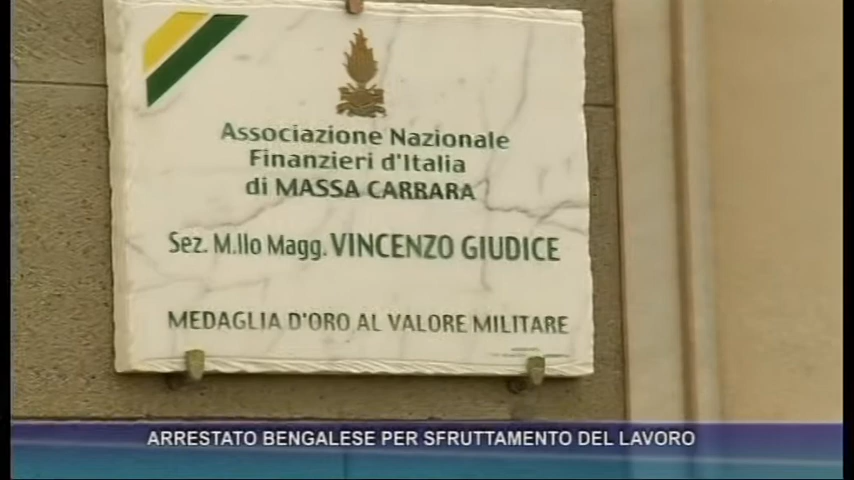 Associazione Nazionale
Finanzieri d'Italia
di MASSA CARRARA
Sez. M.llo Magg. VINCENZO GIUDICE
MEDAGLIA D'ORO AL VALORE MILITARE
ARRESTATO BENGALESE PER SFRUTTAMENTO DEL LAVORO